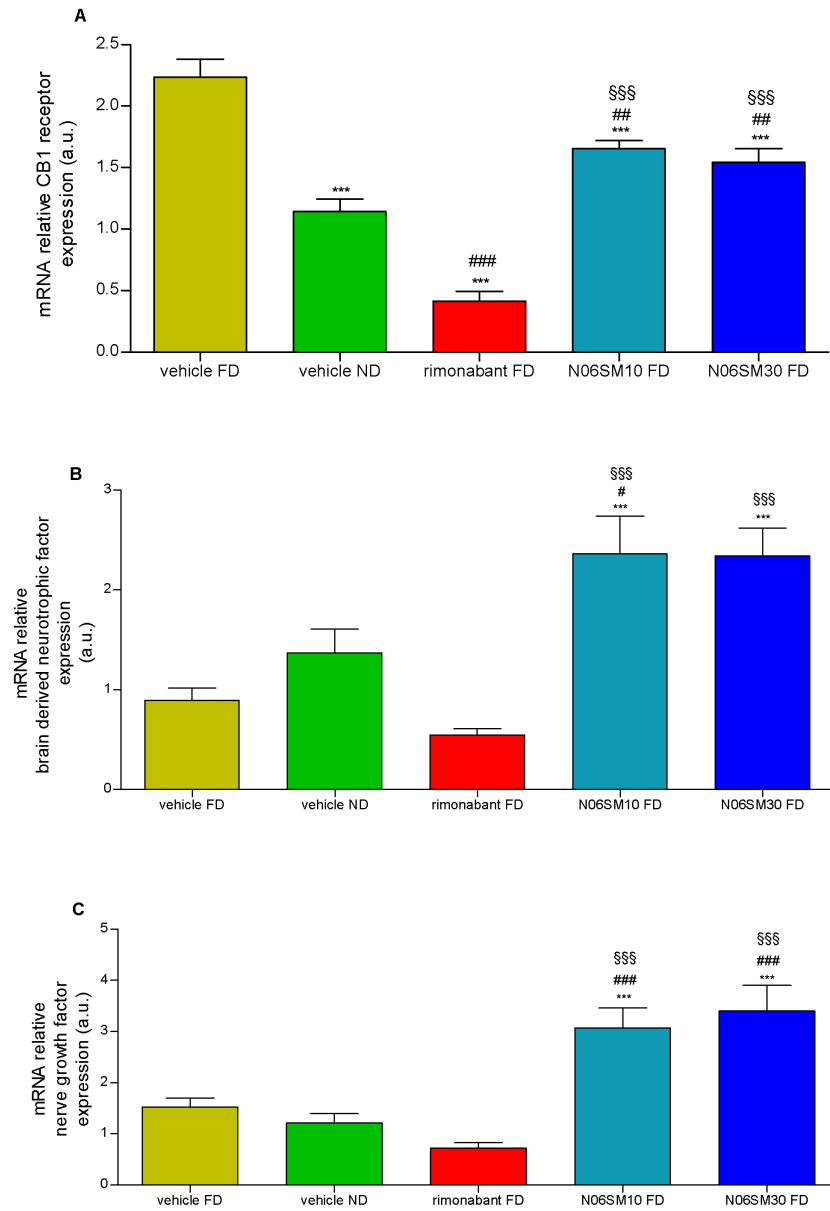 A
mRNA relative CB1 receptor
expression (a.u.)
2.5
2.0
1.5
1.0
0.5
0.0
***
###
***
§§§
##
***
§§§
##
***
vehicle FD
vehicle ND
rimonabant FD
N06SM10 FD
N06SM30 FD
B
mRNA relative
brain derived neurotrophic factor
expression
(a.u.)
3
2
1
0
§§§
#
***
§§§
***
vehicle FD
vehicle ND
rimonabant FD
N06SM10 FD
N06SM30 FD
C
mRNA relative
nerve growth factor
expression (a.u.)
5
4
3
2
1
0
§§§
###
***
§§§
###
***
vehicle FD
vehicle ND
rimonabant FD
N06SM10 FD
N06SM30 FD